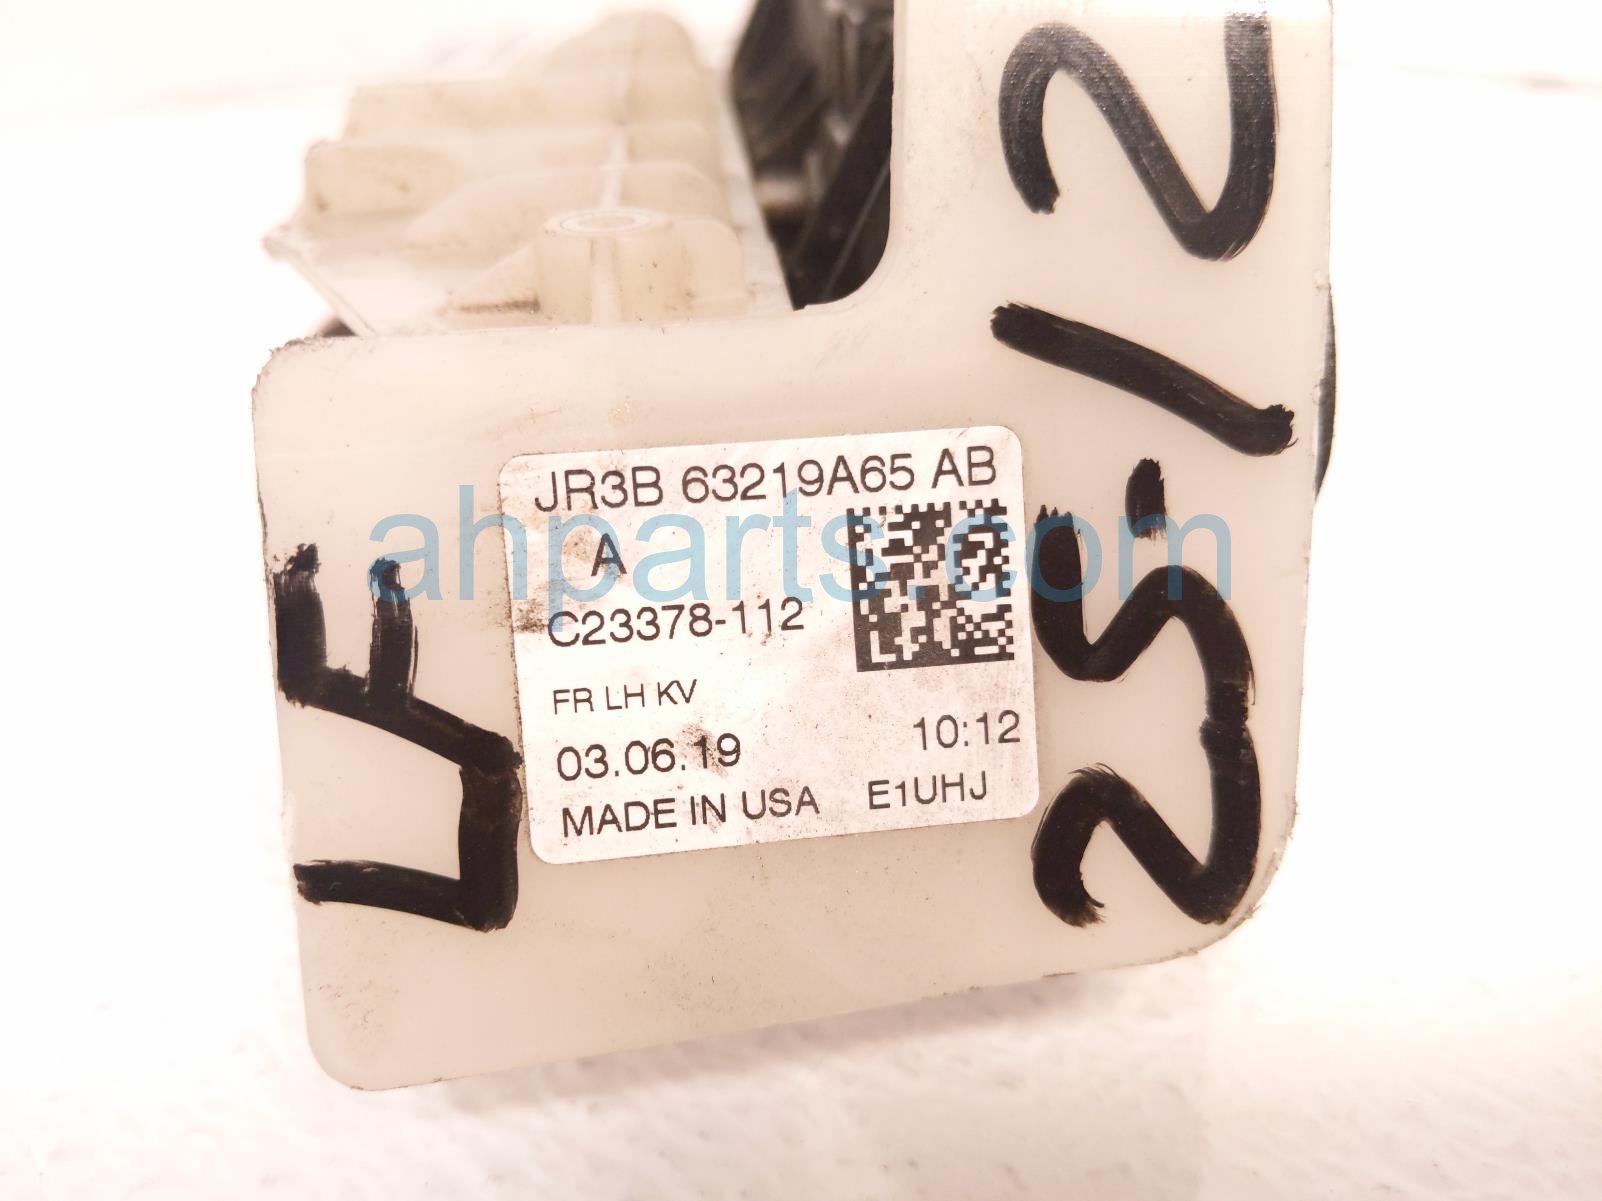 JR3B 63219A65 AB
A
C23378-112
FR LH KV
03.06.19
10:12
MADE IN USA
E1UHJ
LF
25-12
ahparts.com